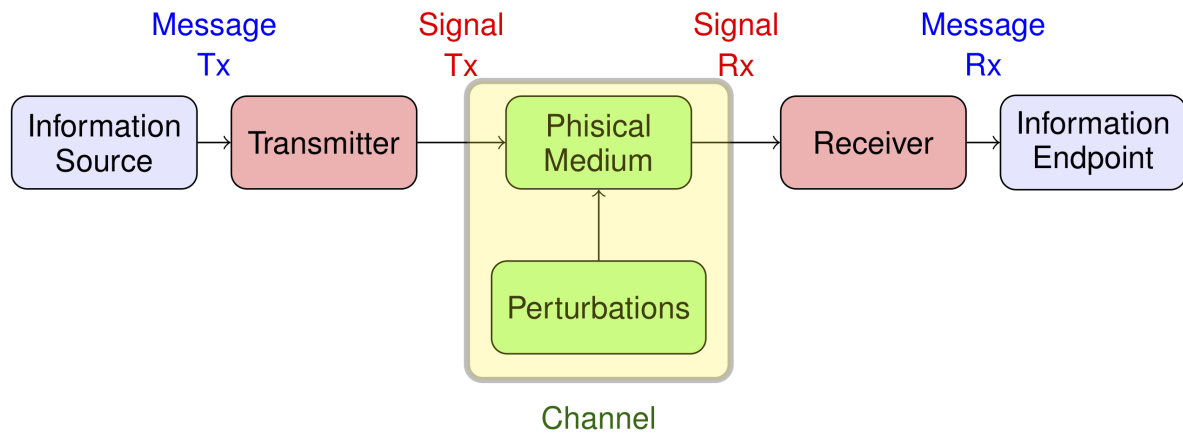 Message
Tx
Signal
Tx
Signal
Rx
Message
Rx
Information
Source
Transmitter
Phisical
Medium
Receiver
Information
Endpoint
Perturbations
Channel